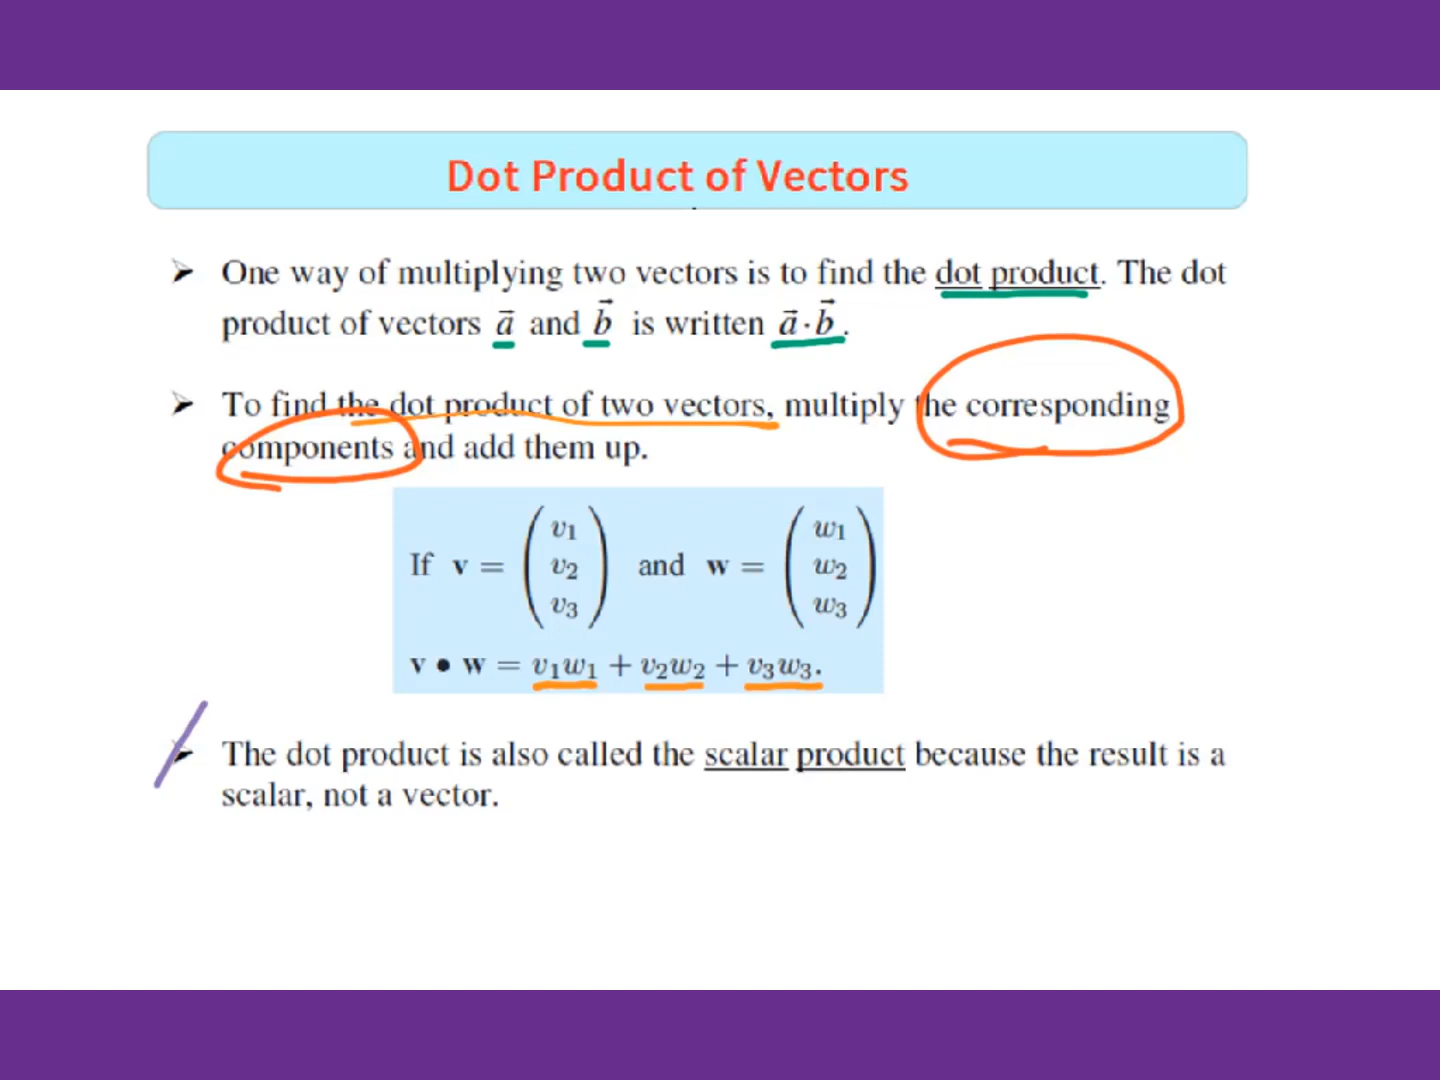 Dot Product of Vectors
➤ One way of multiplying two vectors is to find the dot product. The dot
product of vectors a⃗ and b⃗ is written a⃗ · b⃗.
➤ To find the dot product of two vectors, multiply the corresponding
components and add them up.
If v = (v₁ v₂ v₃) and w = (w₁ w₂ w₃)
v • w = v₁w₁ + v₂w₂ + v₃w₃.
➤ The dot product is also called the scalar product because the result is a
scalar, not a vector.